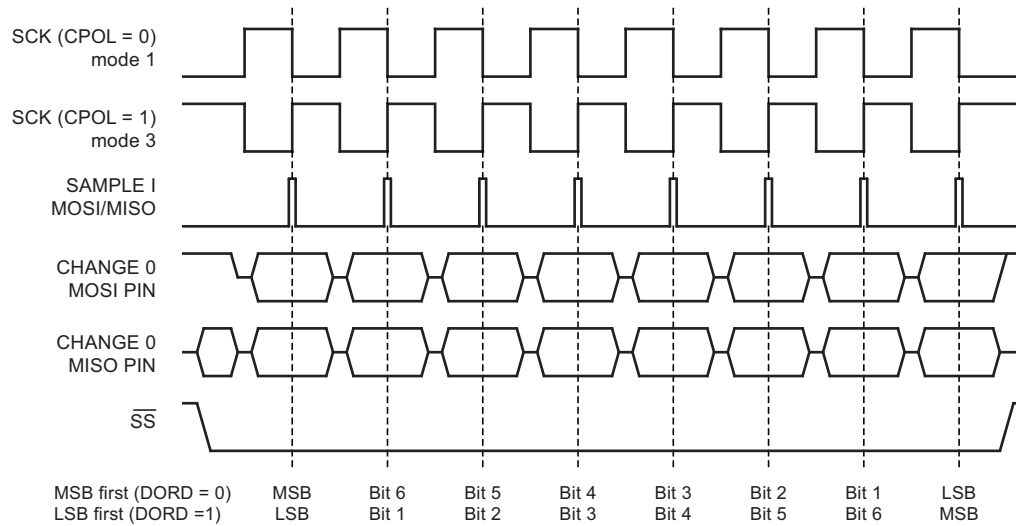 SCK (CPOL = 0)
mode 1
SCK (CPOL = 1)
mode 3
SAMPLE I
MOSI/MISO
CHANGE 0
MOSI PIN
CHANGE 0
MISO PIN
SS
MSB first (DORD = 0) MSB Bit 6 Bit 5 Bit 4 Bit 3 Bit 2 Bit 1 LSB
LSB first (DORD =1) LSB Bit 1 Bit 2 Bit 3 Bit 4 Bit 5 Bit 6 MSB